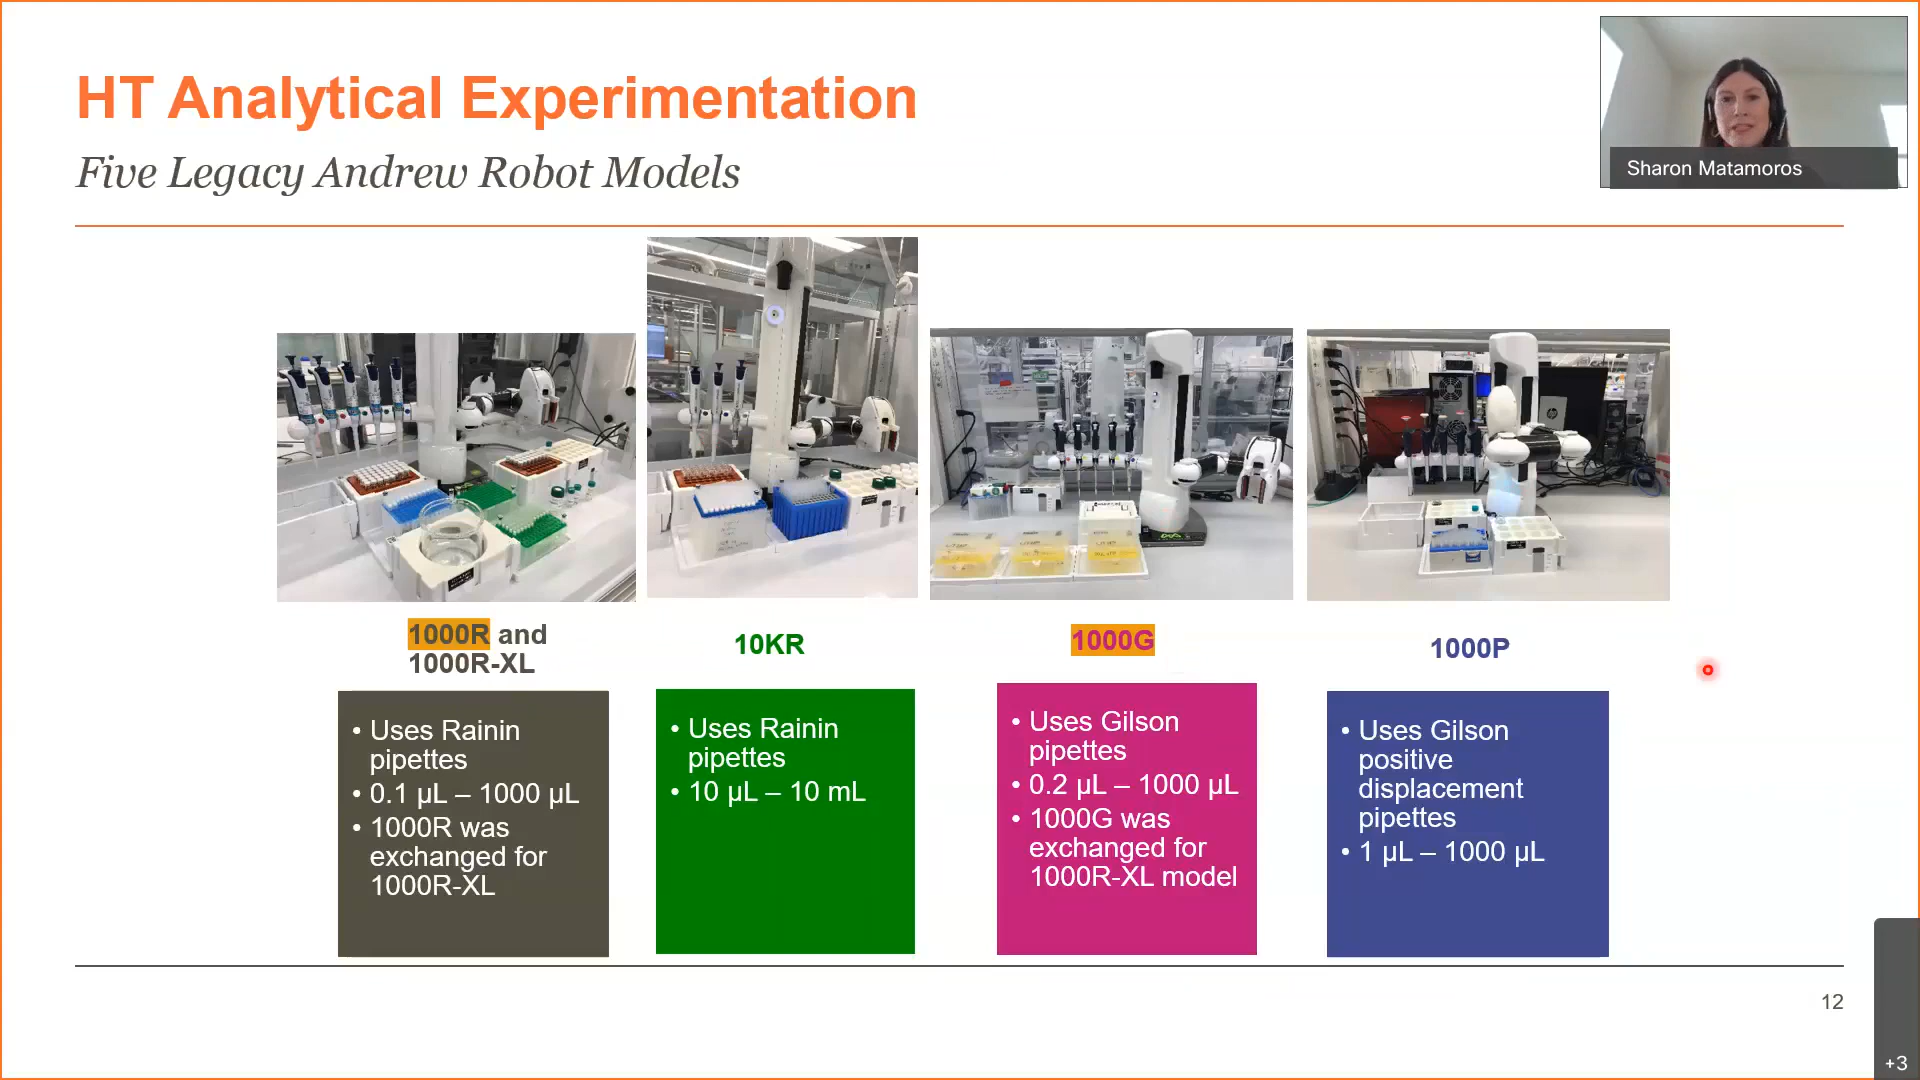 HT Analytical Experimentation
Five Legacy Andrew Robot Models
Sharon Matamoros
1000R and
1000R-XL
• Uses Rainin
pipettes
• 0.1 µL – 1000 µL
• 1000R was
exchanged for
1000R-XL
10KR
• Uses Rainin
pipettes
• 10 µL – 10 mL
1000G
• Uses Gilson
pipettes
• 0.2 µL – 1000 µL
• 1000G was
exchanged for
1000R-XL model
1000P
• Uses Gilson
positive
displacement
pipettes
• 1 µL – 1000 µL
12
+3